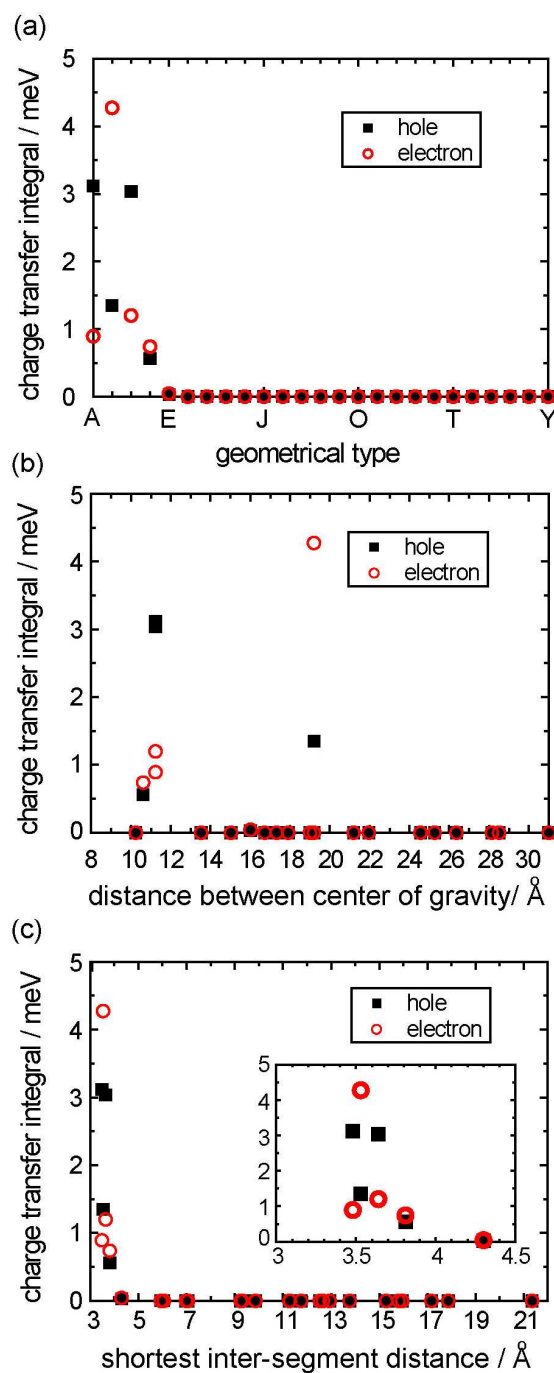 (a)
5
4
3
2
1
0
charge transfer integral / meV
hole
electron
A E J O T Y
geometrical type
(b)
5
4
3
2
1
0
charge transfer integral / meV
hole
electron
8 10 12 14 16 18 20 22 24 26 28 30
distance between center of gravity/ Å
(c)
5
4
3
2
1
0
charge transfer integral / meV
hole
electron
5
4
3
2
1
0
3 3.5 4 4.5
3 5 7 9 11 13 15 17 19 21
shortest inter-segment distance / Å